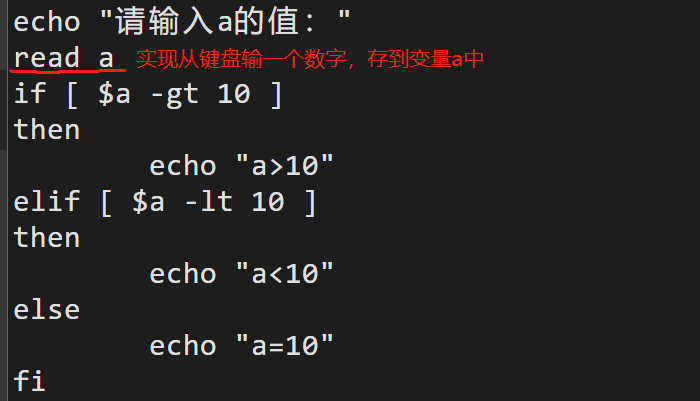 echo "请输入a的值："
read a 实现从键盘输一个数字，存到变量a中
if [ $a -gt 10 ]
then
echo "a>10"
elif [ $a -lt 10 ]
then
echo "a<10"
else
echo "a=10"
fi